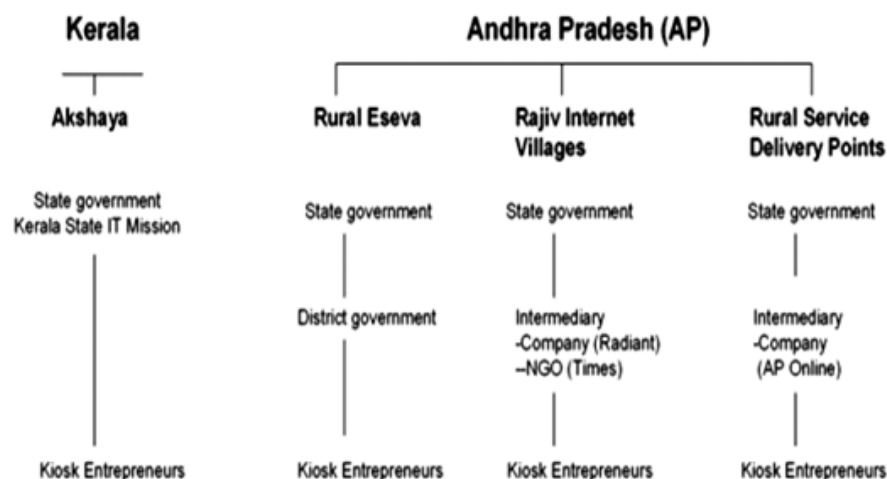 Kerala
Andhra Pradesh (AP)
Akshaya
Rural Eseva
Rajiv Internet
Villages
Rural Service
Delivery Points
State government
Kerala State IT Mission
State government
State government
State government
District government
Intermediary
-Company (Radiant)
--NGO (Times)
Intermediary
-Company
(AP Online)
Kiosk Entrepreneurs
Kiosk Entrepreneurs
Kiosk Entrepreneurs
Kiosk Entrepreneurs